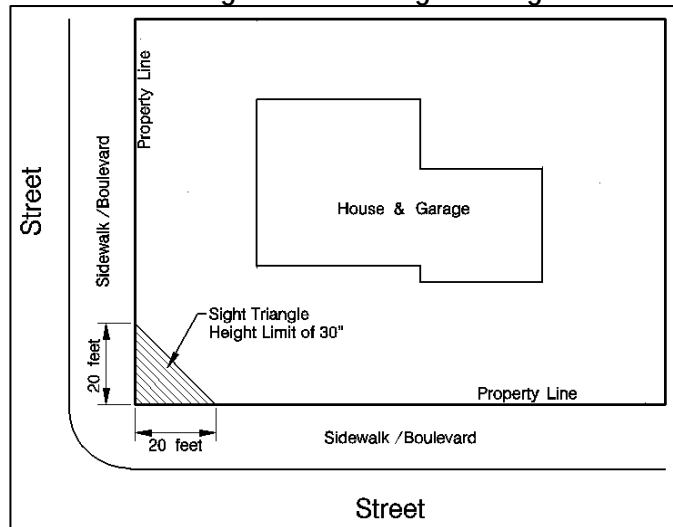 Property Line
Street
Sidewalk /Boulevard
House & Garage
Sight Triangle
Height Limit of 30"
20 feet
Property Line
20 feet
Sidewalk /Boulevard
Street